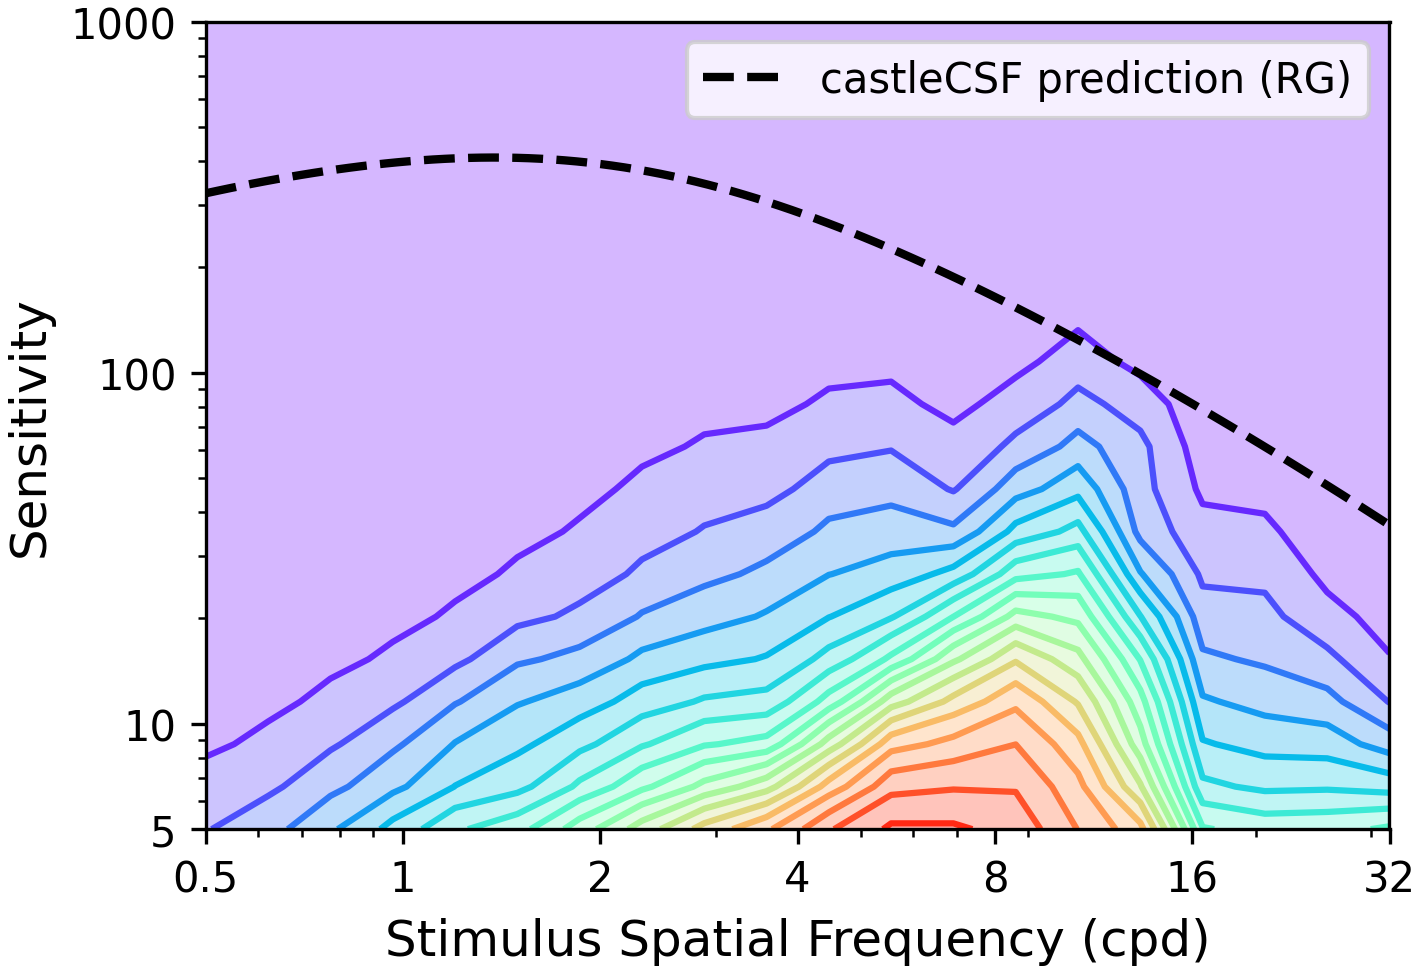 1000
100
10
5
Sensitivity
castleCSF prediction (RG)
0.5 1 2 4 8 16 32
Stimulus Spatial Frequency (cpd)